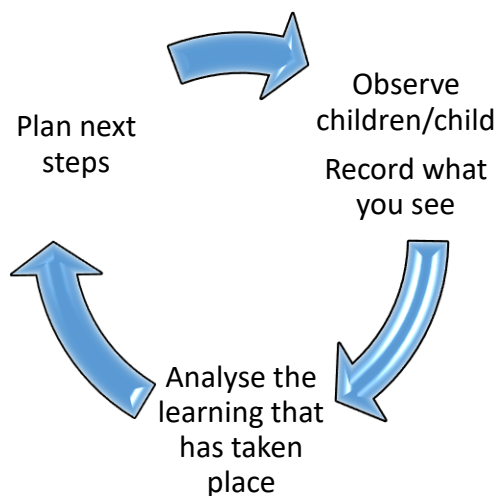 Observe
children/child
Record what
you see
Analyse the
learning that
has taken
place
Plan next
steps